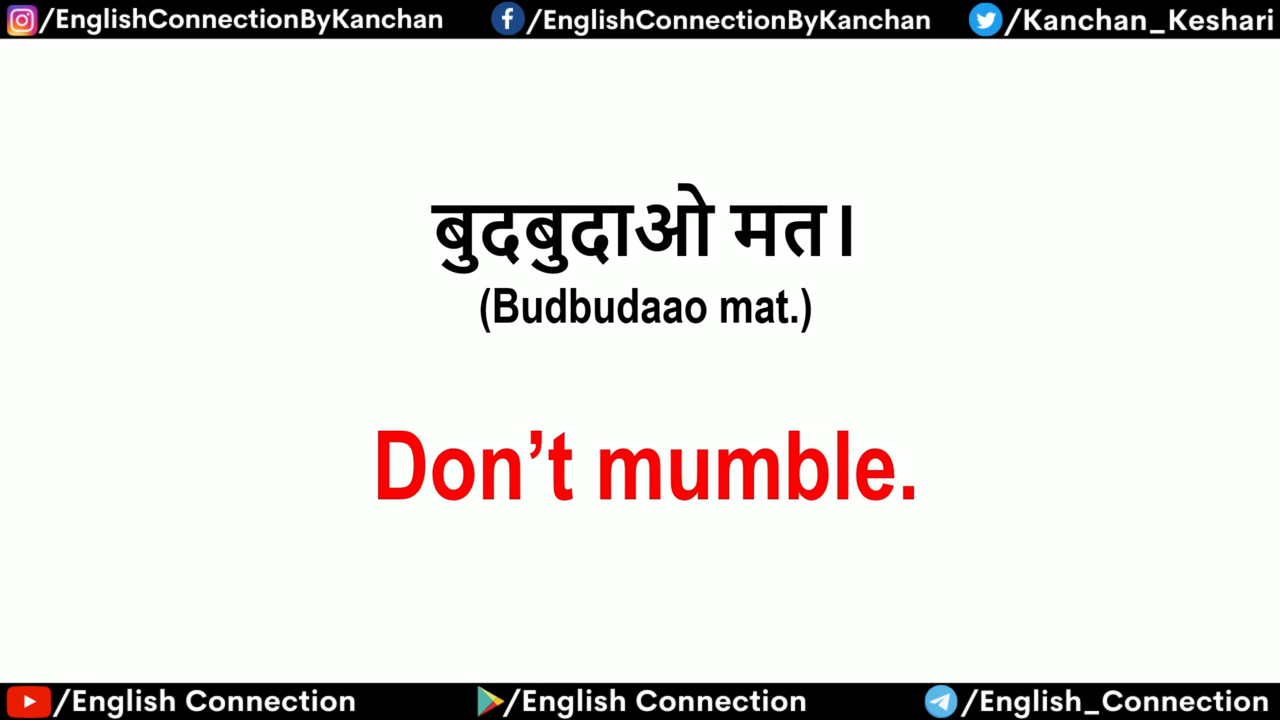 /EnglishConnectionByKanchan /EnglishConnectionByKanchan /Kanchan_Keshari
बुदबुदाओ मत।
(Budbudaao mat.)
Don’t mumble.
/English Connection /English Connection /English_Connection